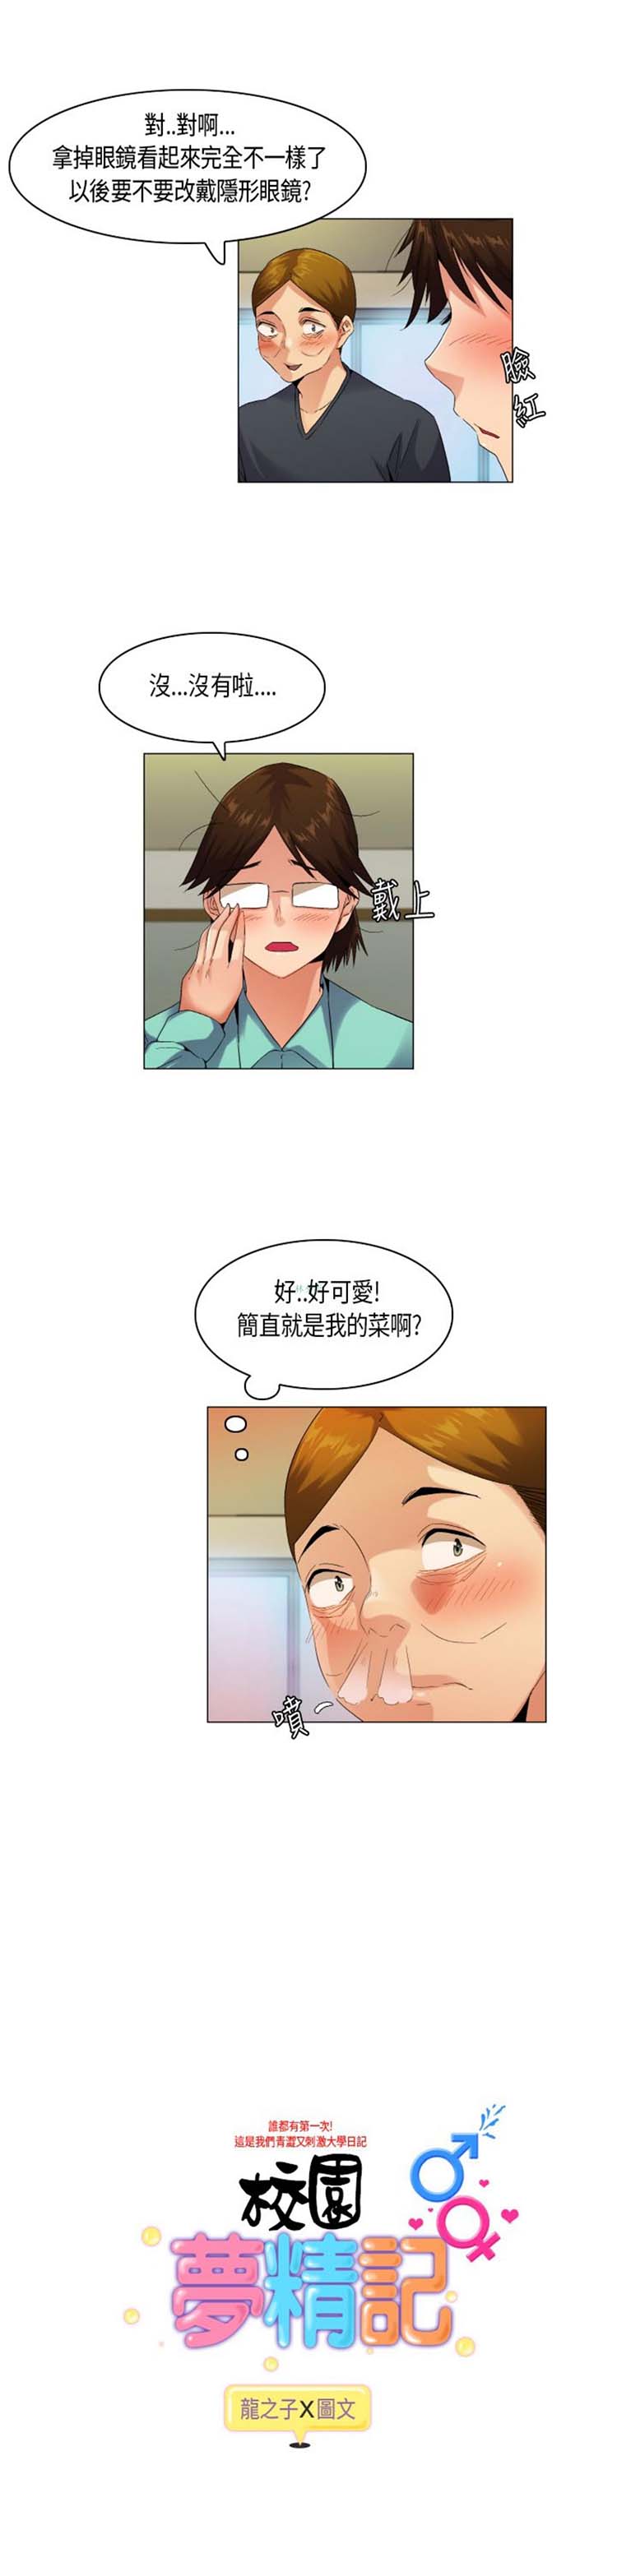 對..對啊...
拿掉眼鏡看起來完全不一樣了
以後要不要改戴隱形眼鏡?
臉
紅
沒...沒有啦....
戴上
好..好可愛!
簡直就是我的菜啊?
噴
誰都有第一次!
這是我們青澀又刺激大學日記
校園
夢精記
龍之子X圖文